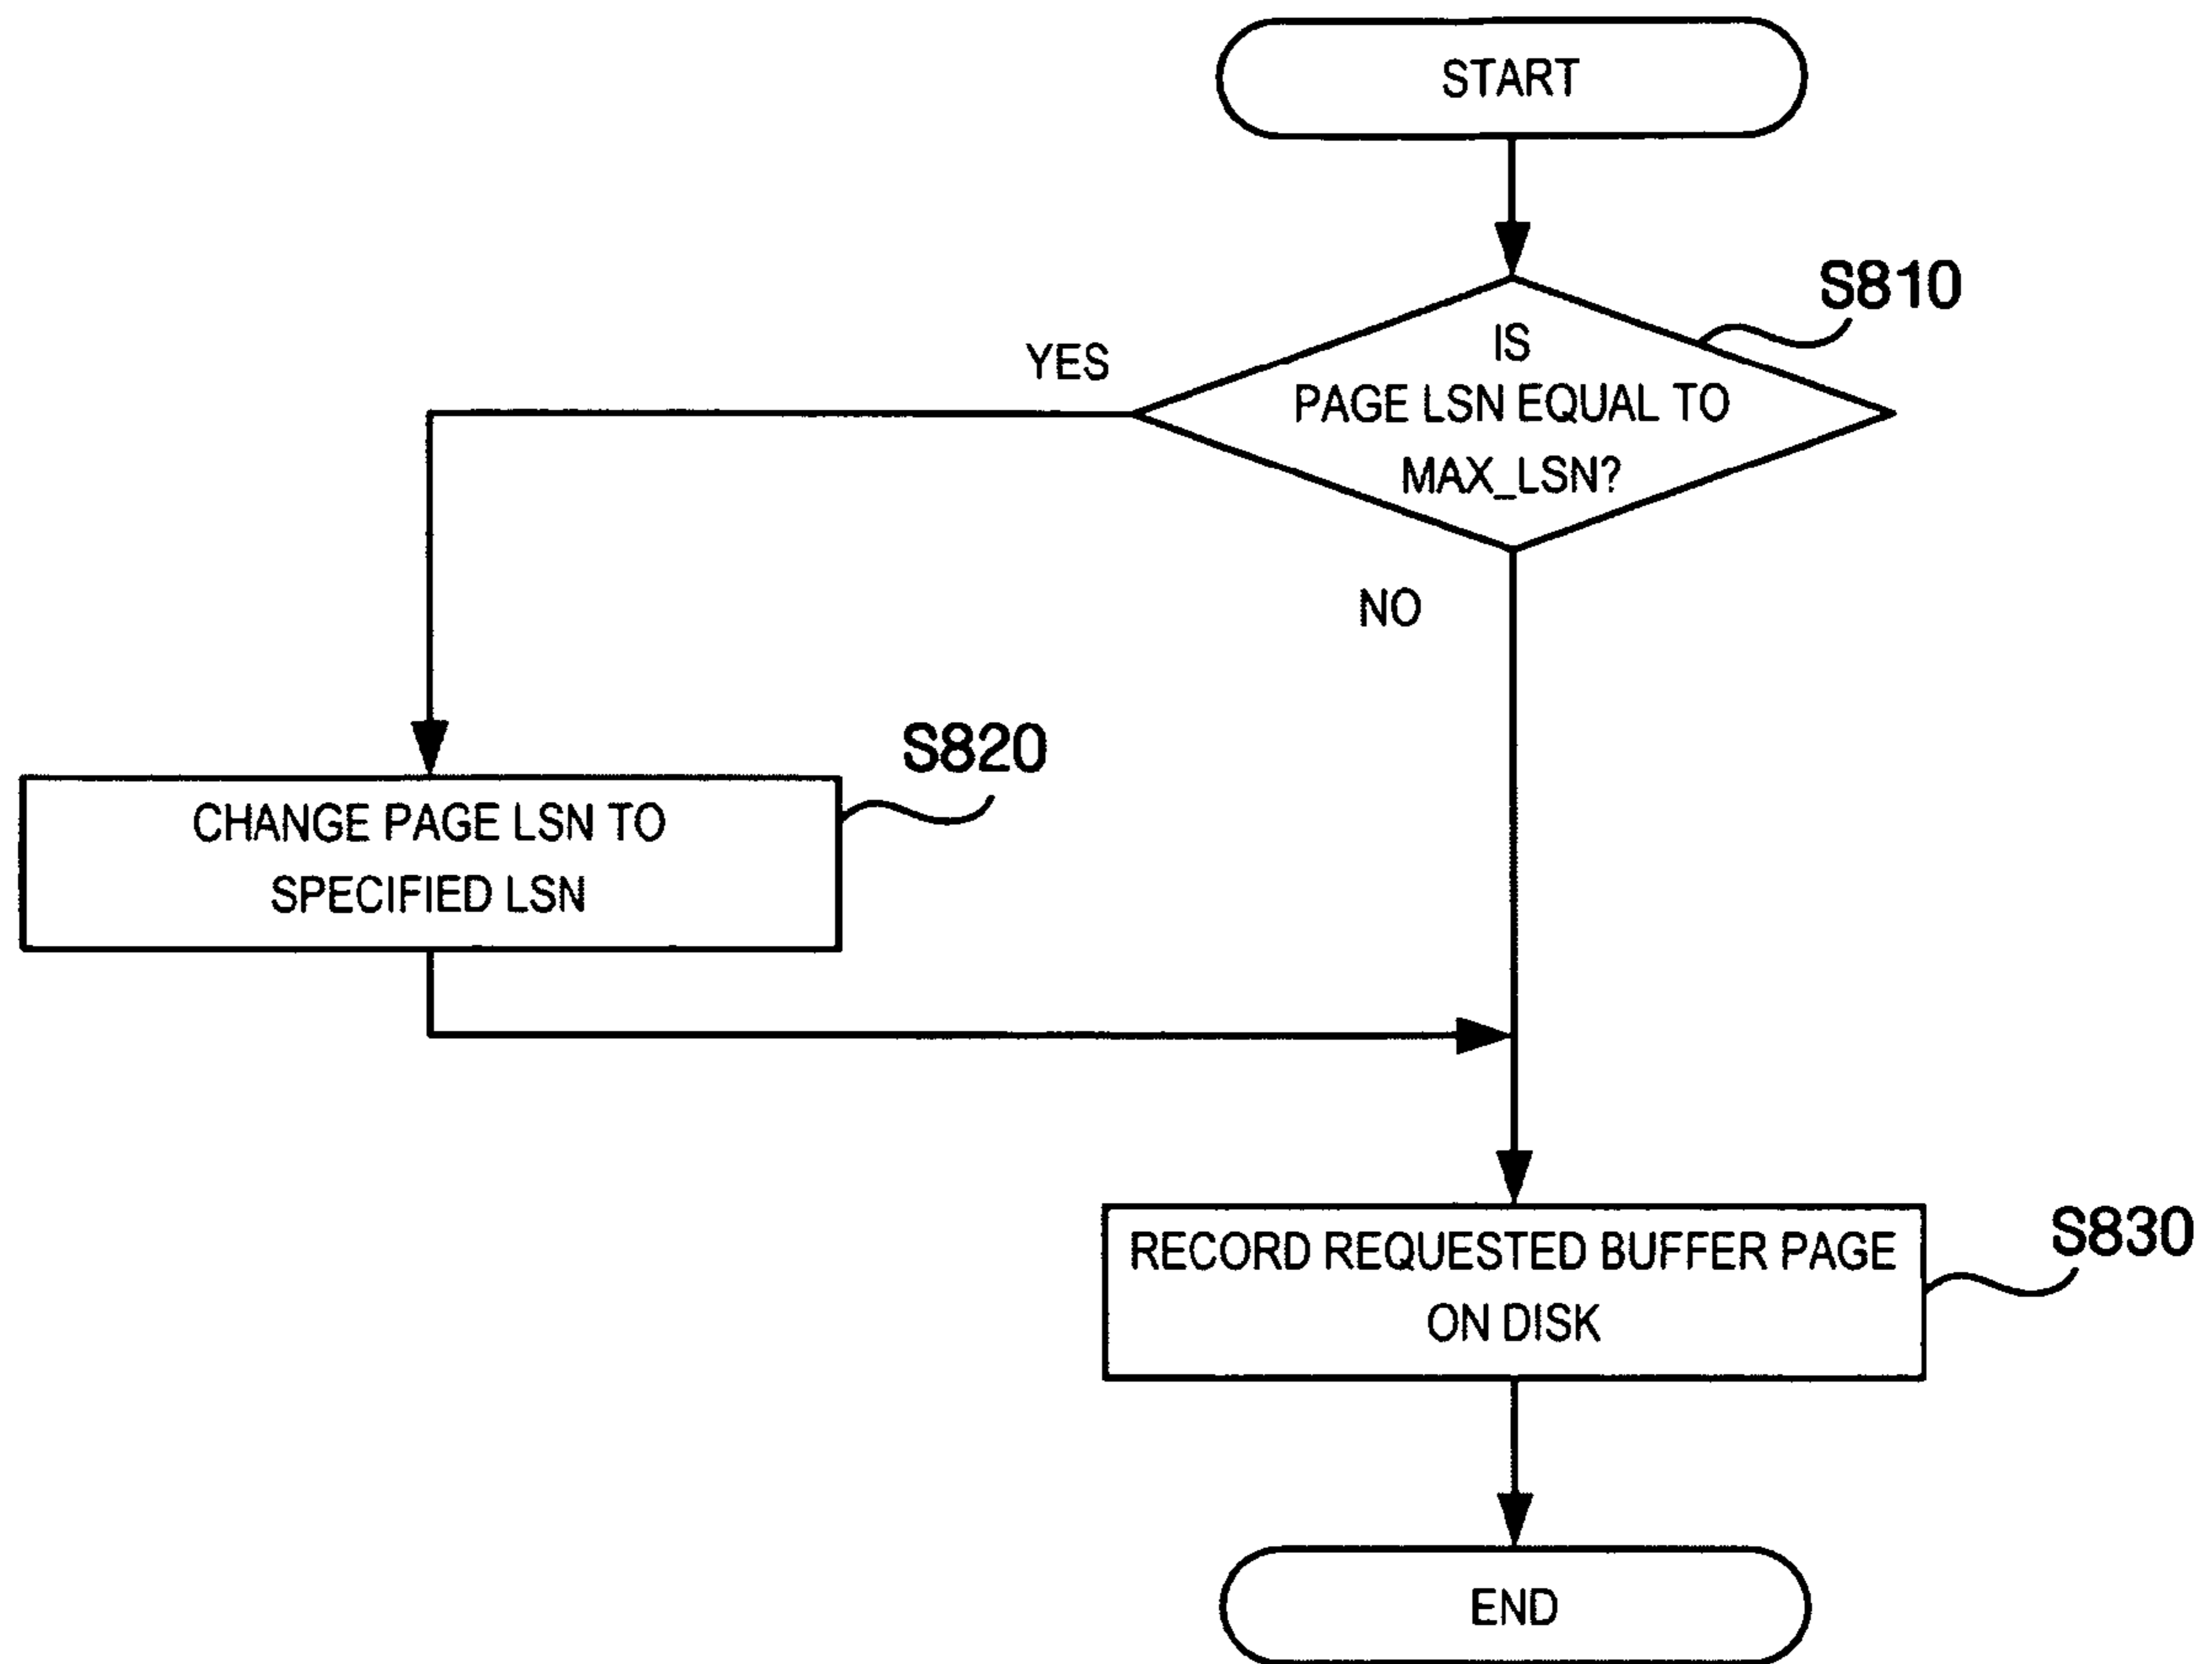 START
S810
IS
PAGE LSN EQUAL TO
MAX_LSN?
YES
NO
S820
CHANGE PAGE LSN TO
SPECIFIED LSN
S830
RECORD REQUESTED BUFFER PAGE
ON DISK
END